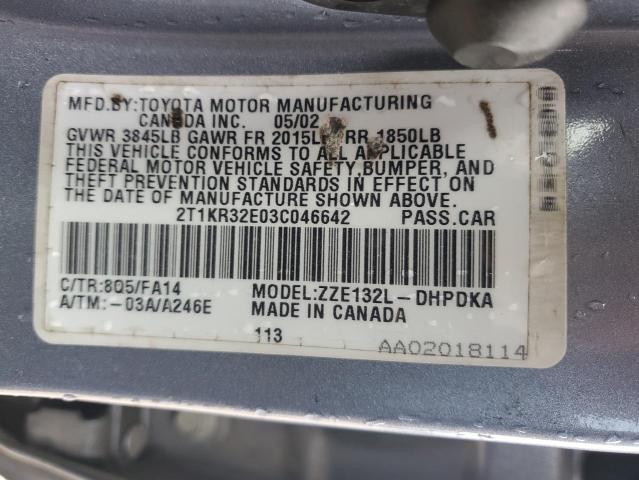 MFD.BY:TOYOTA MOTOR MANUFACTURING
CANADA INC. 05/02
GVWR 3845LB GAWR FR 2015LB RR 1850LB
THIS VEHICLE CONFORMS TO ALL APPLICABLE
FEDERAL MOTOR VEHICLE SAFETY,BUMPER, AND
THEFT PREVENTION STANDARDS IN EFFECT ON
THE DATE OF MANUFACTURE SHOWN ABOVE.
2T1KR32E03C046642 PASS.CAR
C/TR:8Q5/FA14 MODEL:ZZE132L-DHPDKA
A/TM:-03A/A246E MADE IN CANADA
113
AA02018114